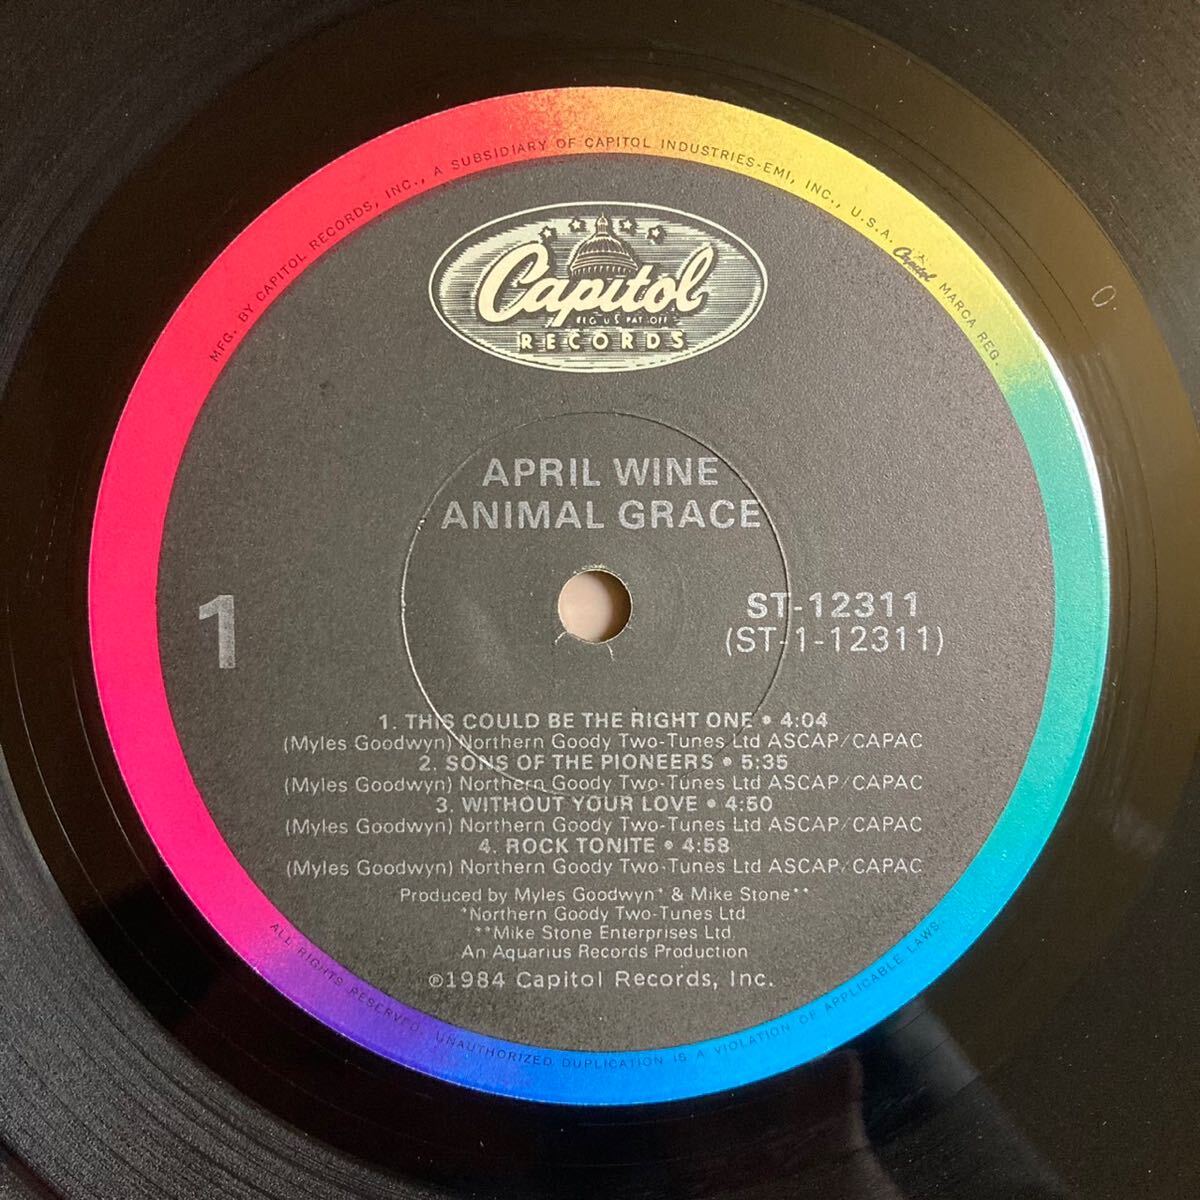 MFG. BY CAPITOL RECORDS, INC., A SUBSIDIARY OF CAPITOL INDUSTRIES-EMI, INC., U.S.A. Capitol MARCA REG.
Capitol
REG US PAT OFF
RECORDS
APRIL WINE
ANIMAL GRACE
1
ST-12311
(ST-1-12311)
1. THIS COULD BE THE RIGHT ONE • 4:04
(Myles Goodwyn) Northern Goody Two-Tunes Ltd ASCAP/CAPAC
2. SONS OF THE PIONEERS • 5:35
(Myles Goodwyn) Northern Goody Two-Tunes Ltd ASCAP/CAPAC
3. WITHOUT YOUR LOVE • 4:50
(Myles Goodwyn) Northern Goody Two-Tunes Ltd ASCAP/CAPAC
4. ROCK TONITE • 4:58
(Myles Goodwyn) Northern Goody Two-Tunes Ltd ASCAP/CAPAC
Produced by Myles Goodwyn* & Mike Stone**
*Northern Goody Two-Tunes Ltd
**Mike Stone Enterprises Ltd
An Aquarius Records Production
℗1984 Capitol Records, Inc.
ALL RIGHTS RESERVED. UNAUTHORIZED DUPLICATION IS A VIOLATION OF APPLICABLE LAWS.